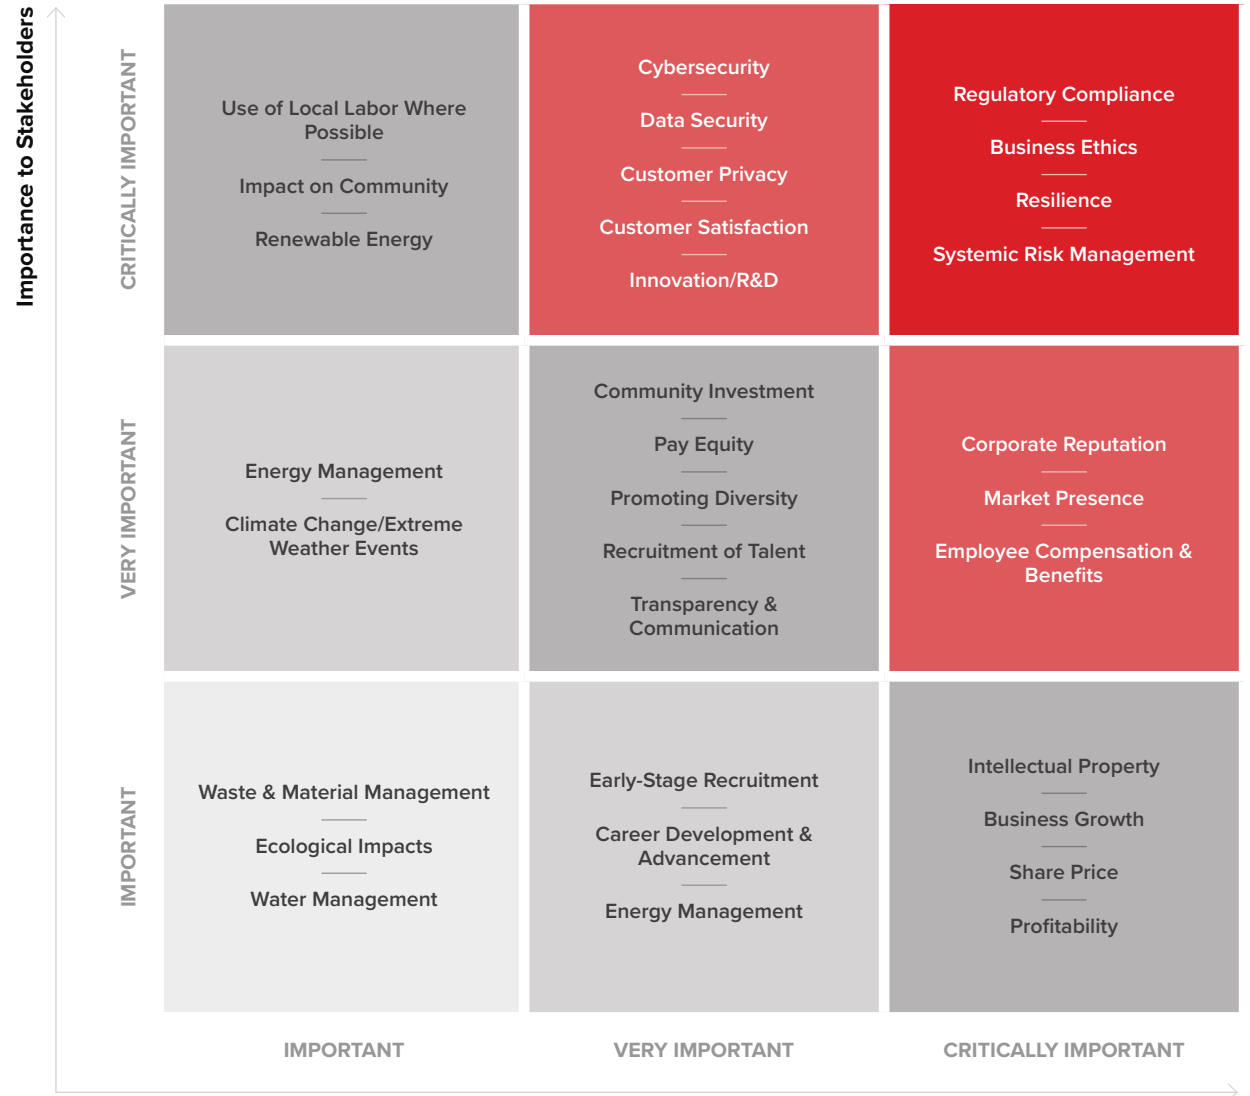 Importance to Stakeholders
CRITICALLY IMPORTANT
Use of Local Labor Where
Possible
Impact on Community
Renewable Energy
Cybersecurity
Data Security
Customer Privacy
Customer Satisfaction
Innovation/R&D
Regulatory Compliance
Business Ethics
Resilience
Systemic Risk Management
VERY IMPORTANT
Energy Management
Climate Change/Extreme
Weather Events
Community Investment
Pay Equity
Promoting Diversity
Recruitment of Talent
Transparency &
Communication
Corporate Reputation
Market Presence
Employee Compensation &
Benefits
IMPORTANT
Waste & Material Management
Ecological Impacts
Water Management
Early-Stage Recruitment
Career Development &
Advancement
Energy Management
Intellectual Property
Business Growth
Share Price
Profitability
IMPORTANT
VERY IMPORTANT
CRITICALLY IMPORTANT